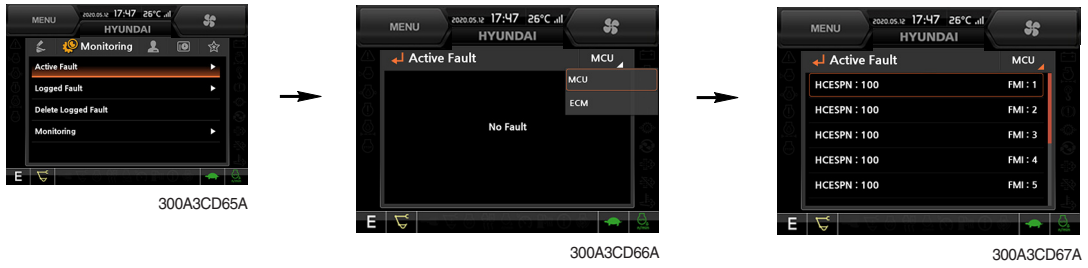 2020.05.12 17:47 26°C
MENU
HYUNDAI
Monitoring
Active Fault
Logged Fault
Delete Logged Fault
Monitoring
E
300A3CD65A
2020.05.12 17:47 26°C
MENU
HYUNDAI
Active Fault MCU
MCU
ECM
No Fault
E
300A3CD66A
2020.05.12 17:47 26°C
MENU
HYUNDAI
Active Fault MCU
HCESPN : 100 FMI : 1
HCESPN : 100 FMI : 2
HCESPN : 100 FMI : 3
HCESPN : 100 FMI : 4
HCESPN : 100 FMI : 5
E
300A3CD67A